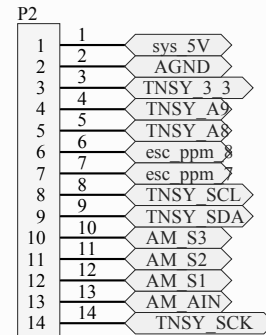 P2
1 1 sys_5V
2 2 AGND
3 3 TNSY_3_3
4 4 TNSY_A9
5 5 TNSY_A8
6 6 esc_ppm_8
7 7 esc_ppm_7
8 8 TNSY_SCL
9 9 TNSY_SDA
10 10 AM_S3
11 11 AM_S2
12 12 AM_S1
13 13 AM_AIN
14 14 TNSY_SCK